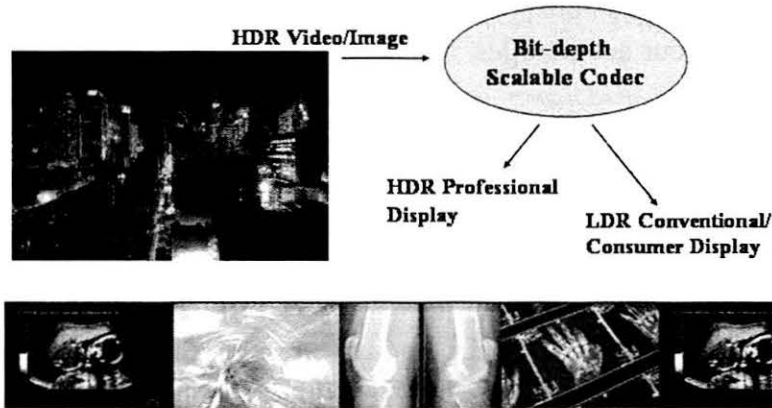 HDR Video/Image
Bit-depth
Scalable Codec
HDR Professional
Display
LDR Conventional/
Consumer Display